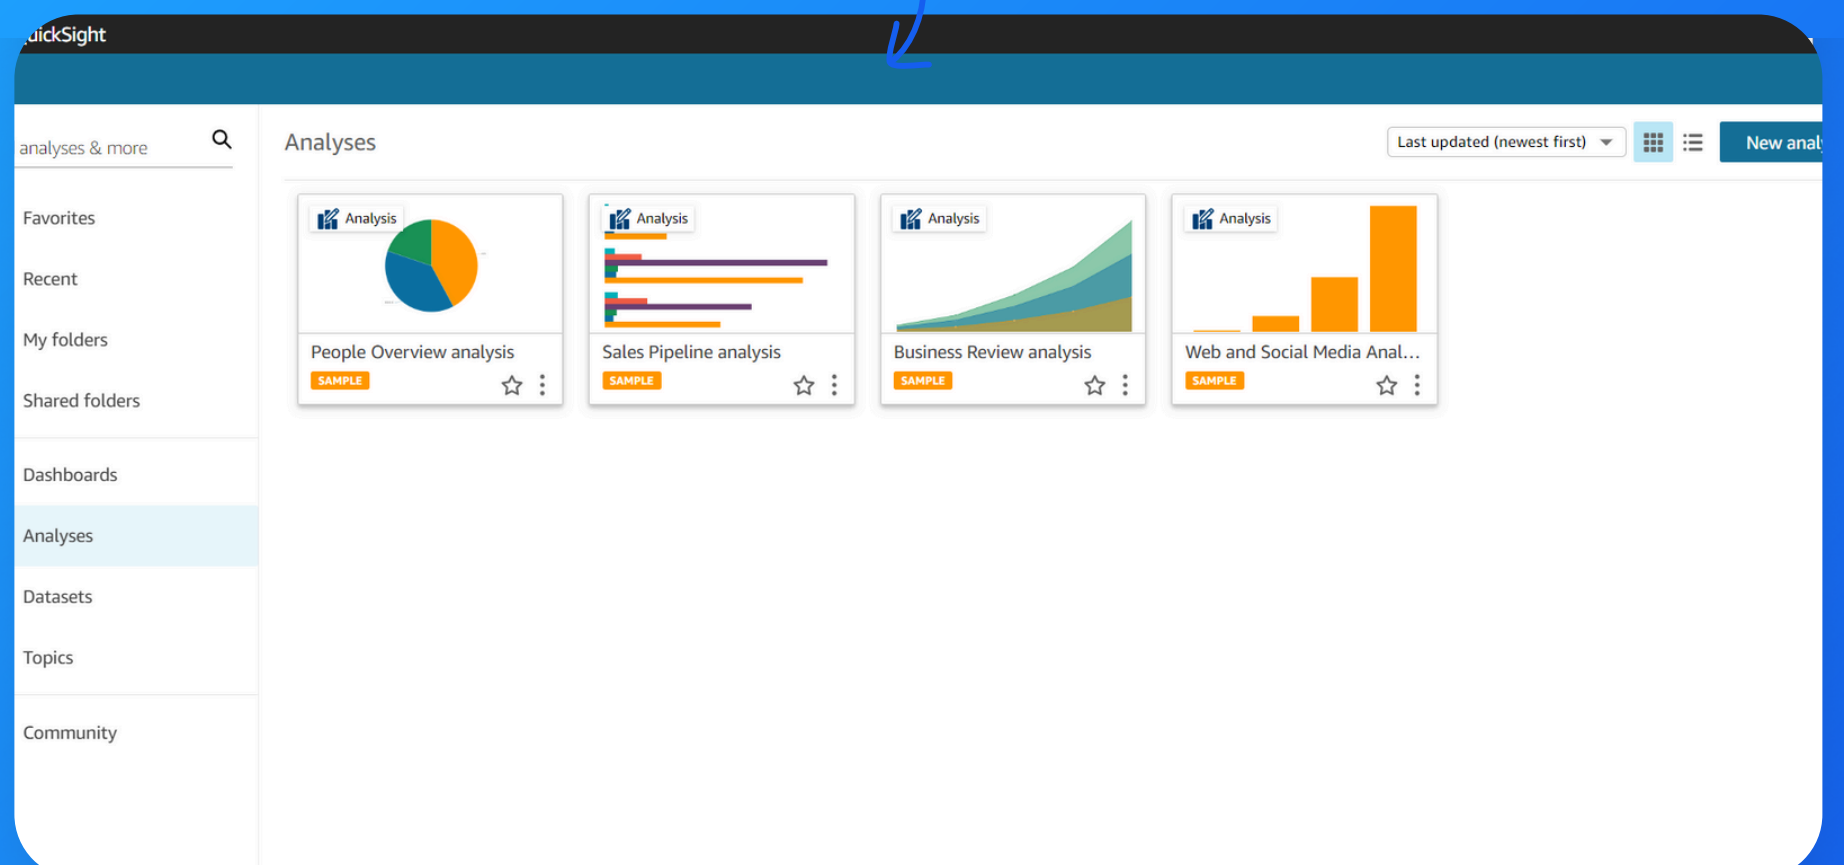 uickSight
analyses & more
Favorites
Recent
My folders
Shared folders
Dashboards
Analyses
Datasets
Topics
Community
Analyses
Last updated (newest first)
New anal
Analysis
People Overview analysis
SAMPLE
Analysis
Sales Pipeline analysis
SAMPLE
Analysis
Business Review analysis
SAMPLE
Analysis
Web and Social Media Anal...
SAMPLE